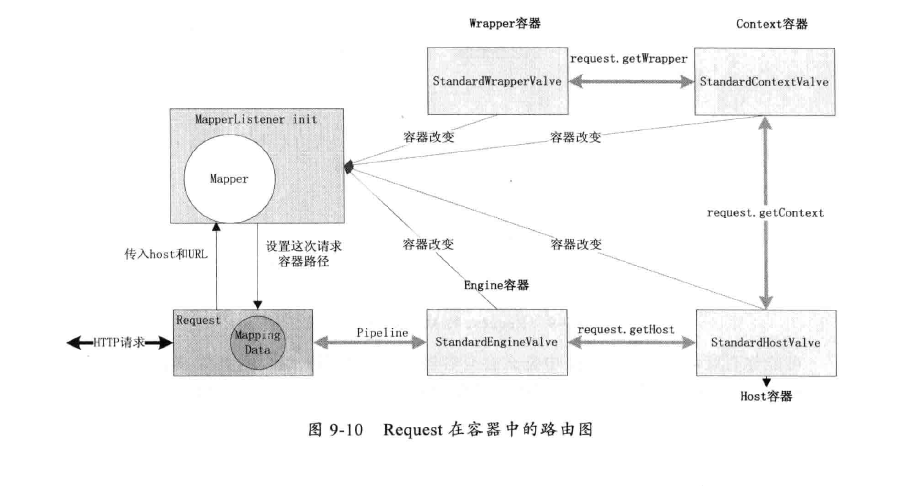 Wrapper容器
Context容器
StandardWrapperValve
request.getWrapper
StandardContextValve
MapperListener init
Mapper
容器改变
容器改变
request.getContext
传入host和URL
设置这次请求
容器路径
容器改变
容器改变
Engine容器
Request
Mapping
Data
HTTP请求
Pipeline
StandardEngineValve
request.getHost
StandardHostValve
Host容器
图 9-10 Request 在容器中的路由图